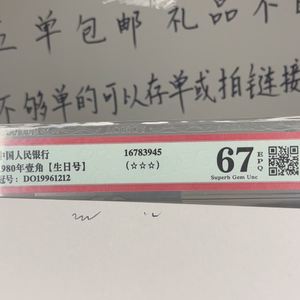 单包邮礼品不
不够单的可以存单或拍链接
中国人民银行 16783945
1980年壹角【生日号】 (☆☆☆)
冠号: DO19961212
67 EPQ
Superb Gem Unc